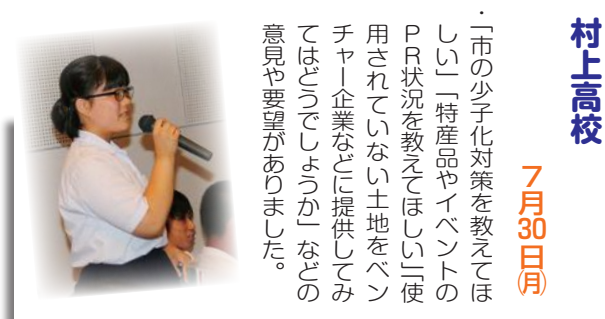 村上高校
7月30日㈪
・「市の少子化対策を教えてほ
しい」「特産品やイベントの
PR状況を教えてほしい」「使
用されていない土地をベン
チャー企業などに提供してみ
てはどうでしょうか」などの
意見や要望がありました。